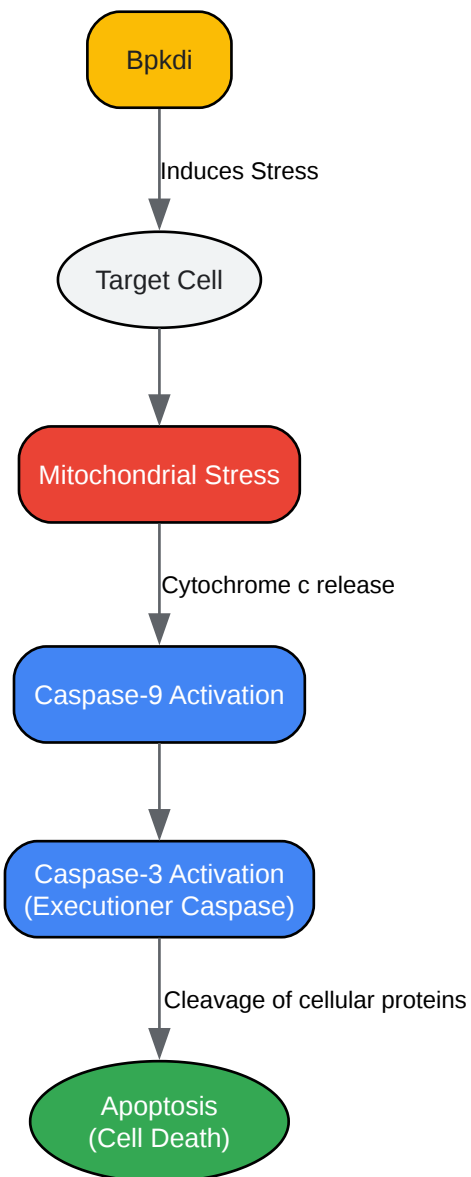 Bpkdi
Induces Stress
Target Cell
Mitochondrial Stress
Cytochrome c release
Caspase-9 Activation
Caspase-3 Activation
(Executioner Caspase)
Cleavage of cellular proteins
Apoptosis
(Cell Death)